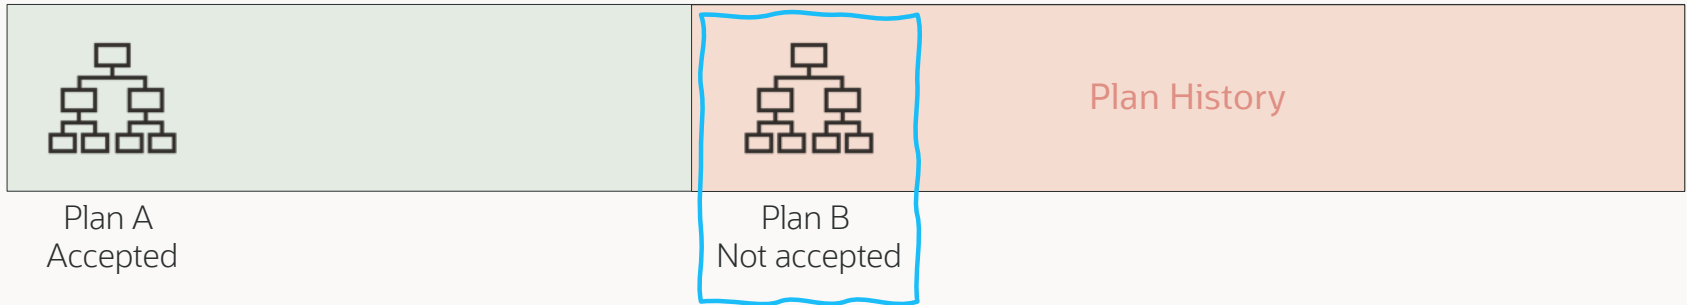 Plan History
Plan A
Accepted
Plan B
Not accepted